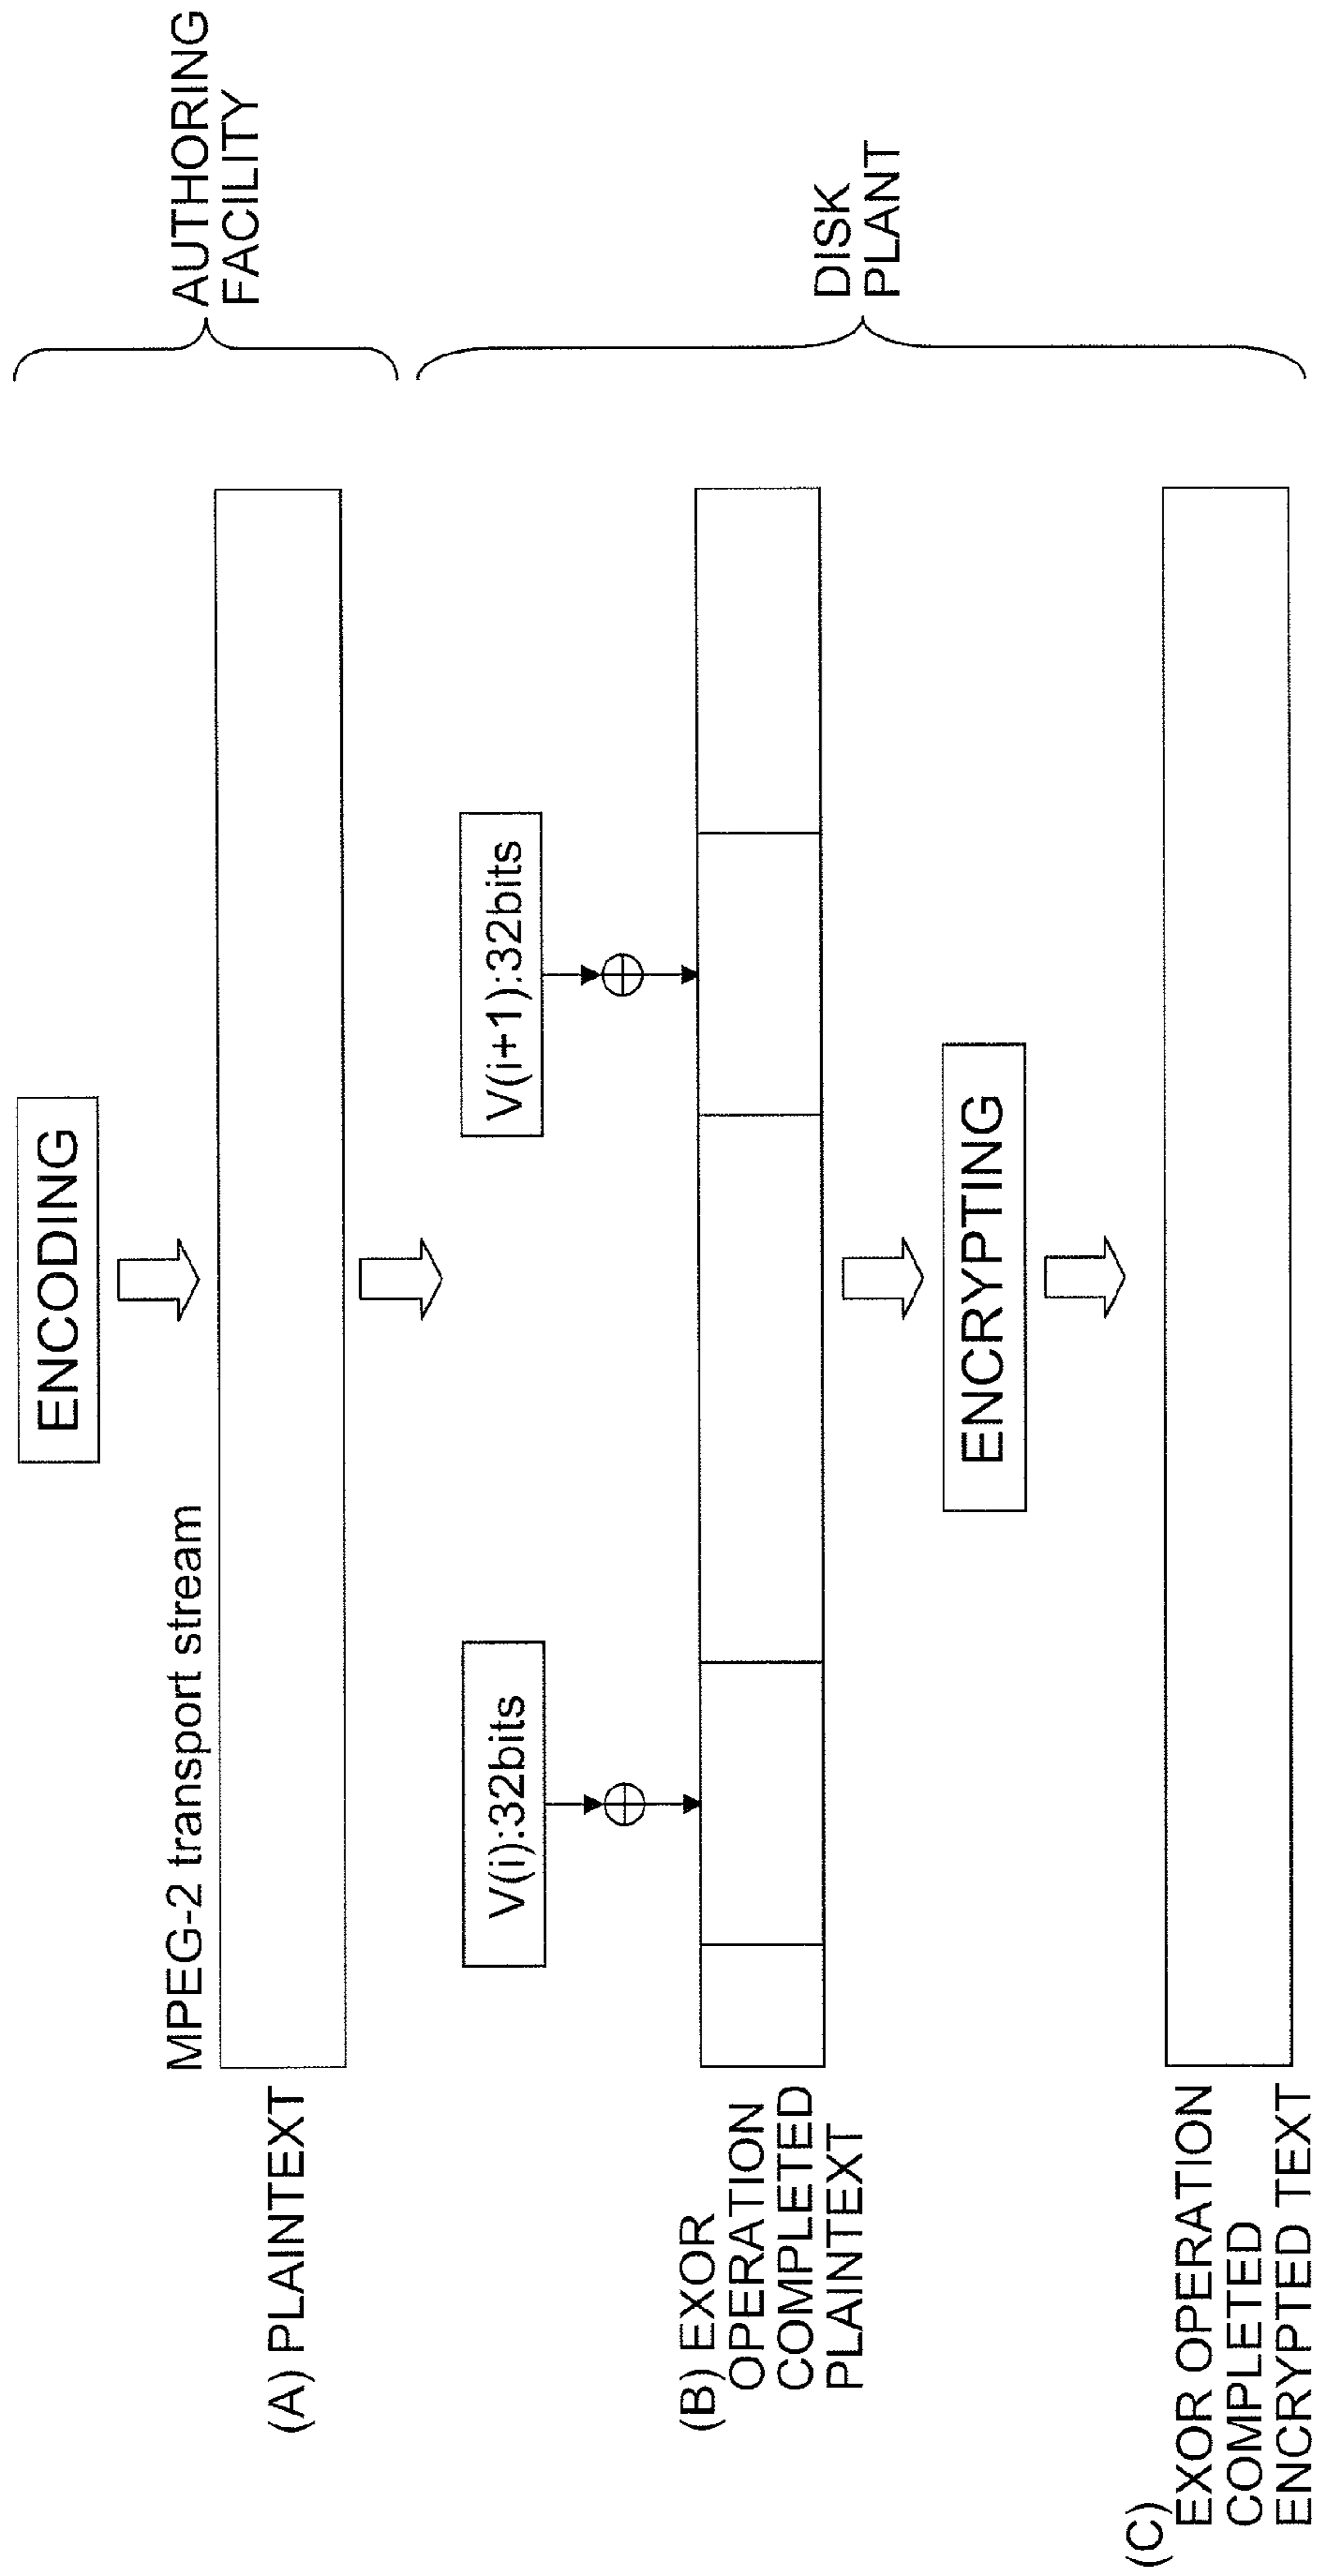 ENCODING
AUTHORING
FACILITY
MPEG-2 transport stream
(A) PLAINTEXT
V(i):32bits
V(i+1):32bits
DISK
PLANT
(B) EXOR
OPERATION
COMPLETED
PLAINTEXT
ENCRYPTING
(C)
EXOR OPERATION
COMPLETED
ENCRYPTED TEXT